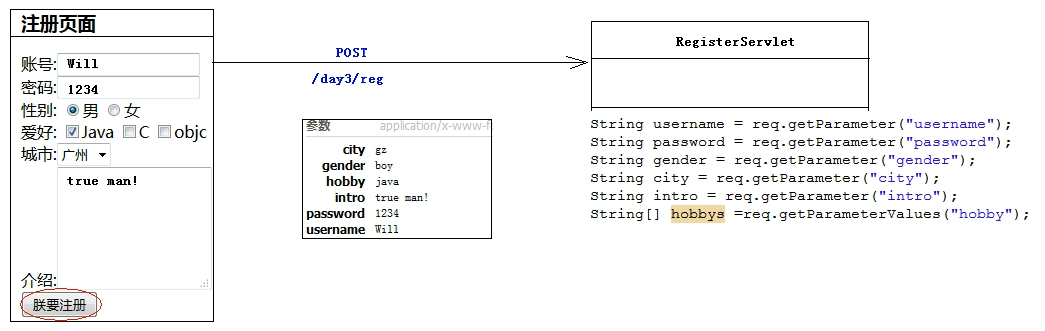 注册页面
账号: Will
密码: 1234
性别: 男 女
爱好: Java C objc
城市: 广州
true man!
介绍:
朕要注册
POST
/day3/reg
参数 application/x-www-f
city gz
gender boy
hobby java
intro true man!
password 1234
username Will
RegisterServlet
String username = req.getParameter("username");
String password = req.getParameter("password");
String gender = req.getParameter("gender");
String city = req.getParameter("city");
String intro = req.getParameter("intro");
String[] hobbys =req.getParameterValues("hobby");